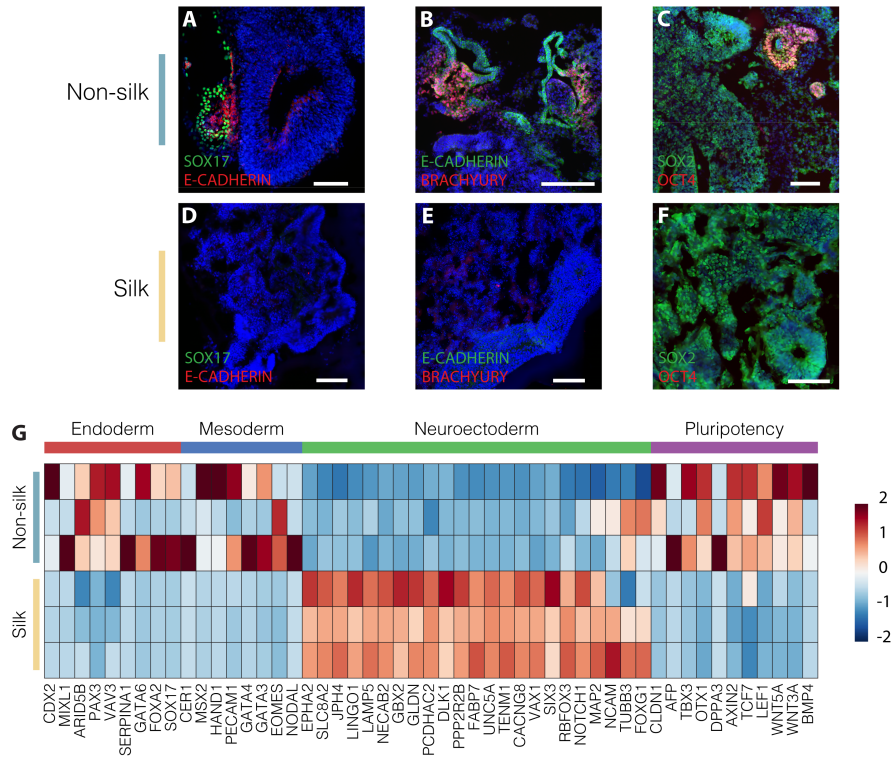 A
B
C
Non-silk
SOX17
E-CADHERIN
E-CADHERIN
BRACHYURY
SOX2
OCT4
D
E
F
Silk
SOX17
E-CADHERIN
E-CADHERIN
BRACHYURY
SOX2
OCT4
G
Endoderm
Mesoderm
Neuroectoderm
Pluripotency
Non-silk
Silk
2
1
0
-1
-2
CDX2
MIXL1
ARID5B
PAX3
VAV3
SERPINA1
GATA6
FOXA2
SOX17
CER1
MSX2
HAND1
PECAM1
GATA4
GATA3
EOMES
NODAL
EPHA2
SLC8A2
JPH4
LINGO1
LAMP5
NECAB2
GBX2
GLDN
PCDHAC2
DLK1
PPP2R2B
FABP7
UNC5A
TENM1
CACNG8
VAX1
SIX3
RBFOX3
NOTCH1
MAP2
NCAM
TUBB3
FOXG1
CLDN1
AFP
TBX3
OTX1
DPPA3
AXIN2
TCF7
LEF1
WNT5A
WNT3A
BMP4